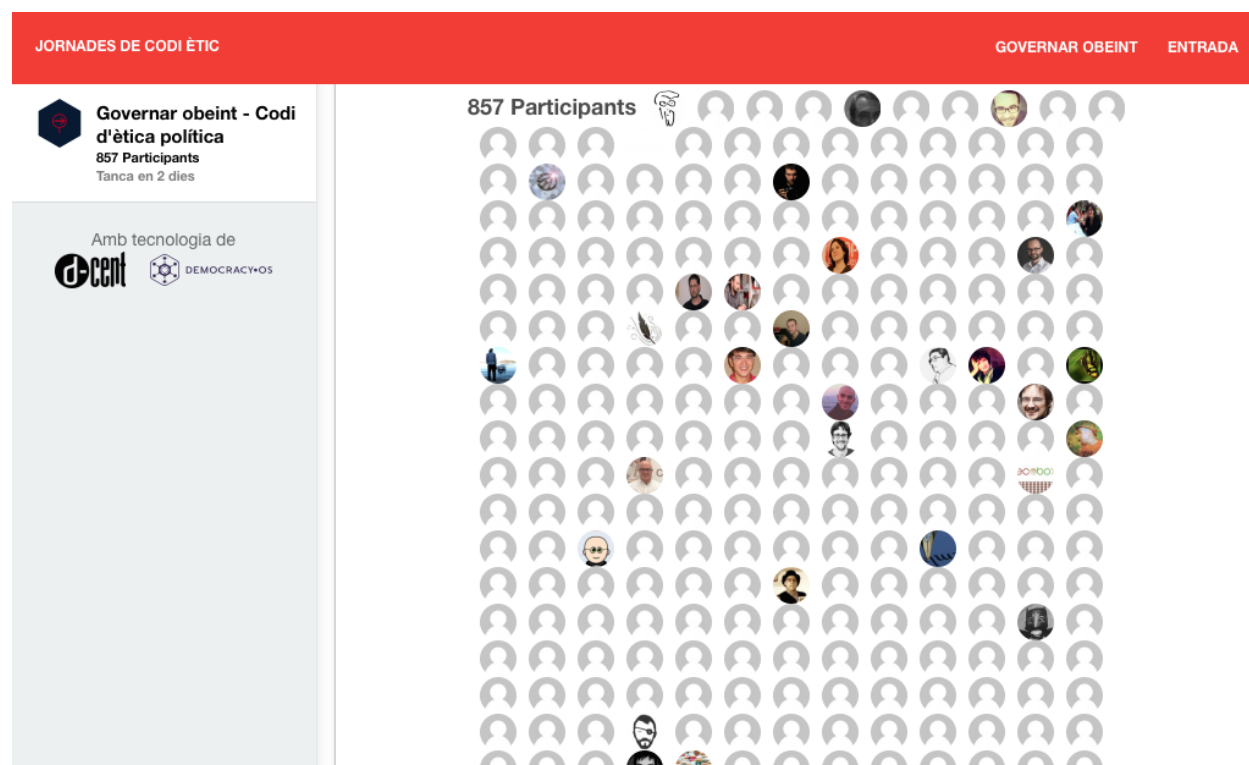 JORNADES DE CODI ÈTIC
GOVERNAR OBEINT
ENTRADA
Governar obeint - Codi
d'ètica política
857 Participants
Tanca en 2 dies
Amb tecnologia de
d-cent
DEMOCRACY•OS
857 Participants